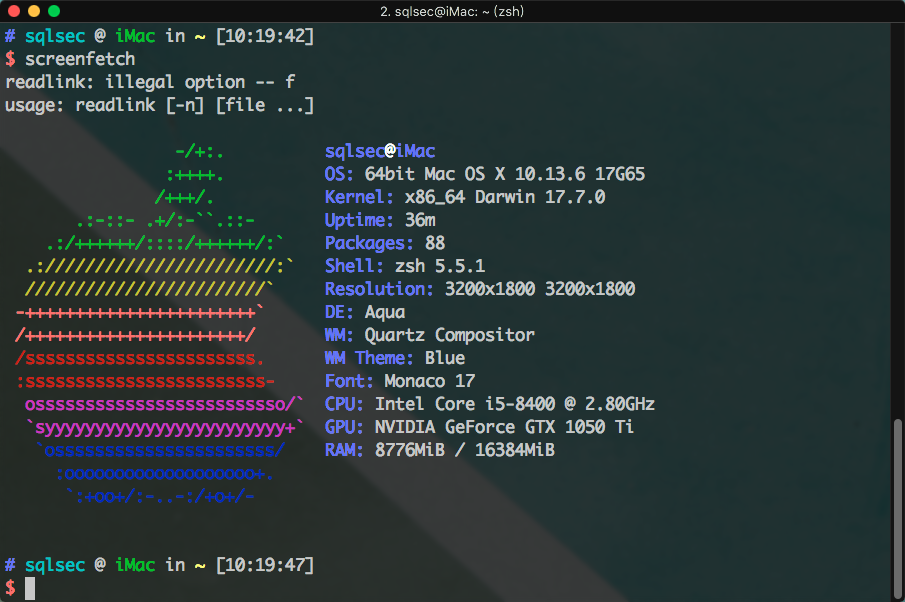 2. sqlsec@iMac: ~ (zsh)
# sqlsec @ iMac in ~ [10:19:42]
$ screenfetch
readlink: illegal option -- f
usage: readlink [-n] [file ...]
-/+:. sqlsec@iMac
:++++. OS: 64bit Mac OS X 10.13.6 17G65
/+++/. Kernel: x86_64 Darwin 17.7.0
.:-::- .+/:-``.::- Uptime: 36m
.:/++++++/::::/++++++/:` Packages: 88
.:///////////////////////:` Shell: zsh 5.5.1
////////////////////////` Resolution: 3200x1800 3200x1800
-+++++++++++++++++++++++` DE: Aqua
/++++++++++++++++++++++/ WM: Quartz Compositor
/sssssssssssssssssssssss. WM Theme: Blue
:ssssssssssssssssssssssss- Font: Monaco 17
osssssssssssssssssssssssso/` CPU: Intel Core i5-8400 @ 2.80GHz
`syyyyyyyyyyyyyyyyyyyyyyyy+` GPU: NVIDIA GeForce GTX 1050 Ti
`ossssssssssssssssssssss/ RAM: 8776MiB / 16384MiB
:ooooooooooooooooooo+.
`:+oo+/:-..-:/+o+/-
# sqlsec @ iMac in ~ [10:19:47]
$